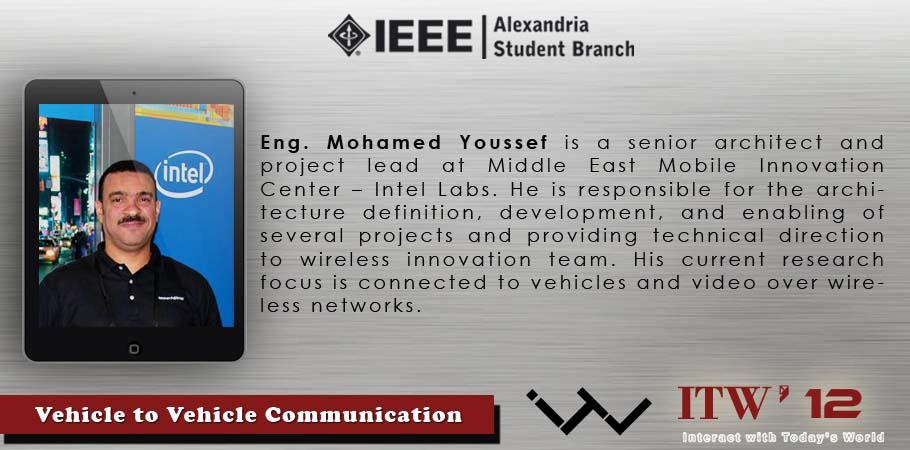 IEEE
Alexandria
Student Branch
intel
Eng. Mohamed Youssef is a senior architect and
project lead at Middle East Mobile Innovation
Center – Intel Labs. He is responsible for the archi-
tecture definition, development, and enabling of
several projects and providing technical direction
to wireless innovation team. His current research
focus is connected to vehicles and video over wire-
less networks.
Vehicle to Vehicle Communication
ITW' 12
Interact with Today's World